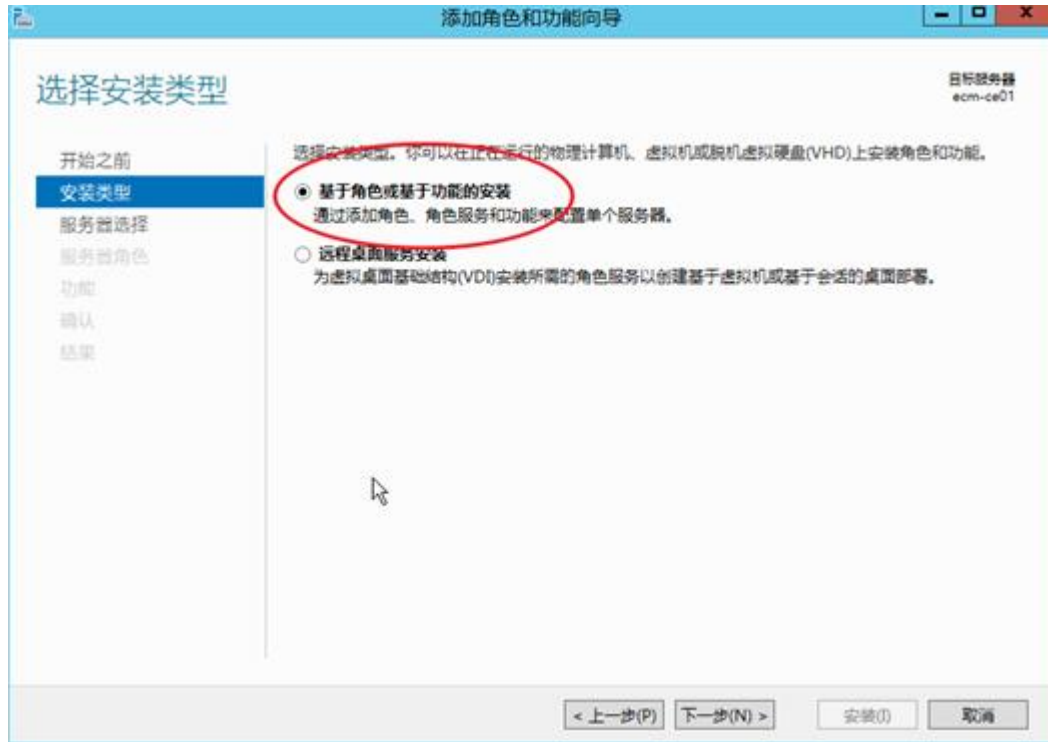 添加角色和功能向导
选择安装类型
目标服务器
ecm-ce01
开始之前
安装类型
服务器选择
服务器角色
功能
确认
结果
选择安装类型。你可以在正在运行的物理计算机、虚拟机或脱机虚拟硬盘(VHD)上安装角色和功能。
基于角色或基于功能的安装
通过添加角色、角色服务和功能来配置单个服务器。
远程桌面服务安装
为虚拟桌面基础结构(VDI)安装所需的角色服务以创建基于虚拟机或基于会话的桌面部署。
< 上一步(P) 下一步(N) > 安装(I) 取消